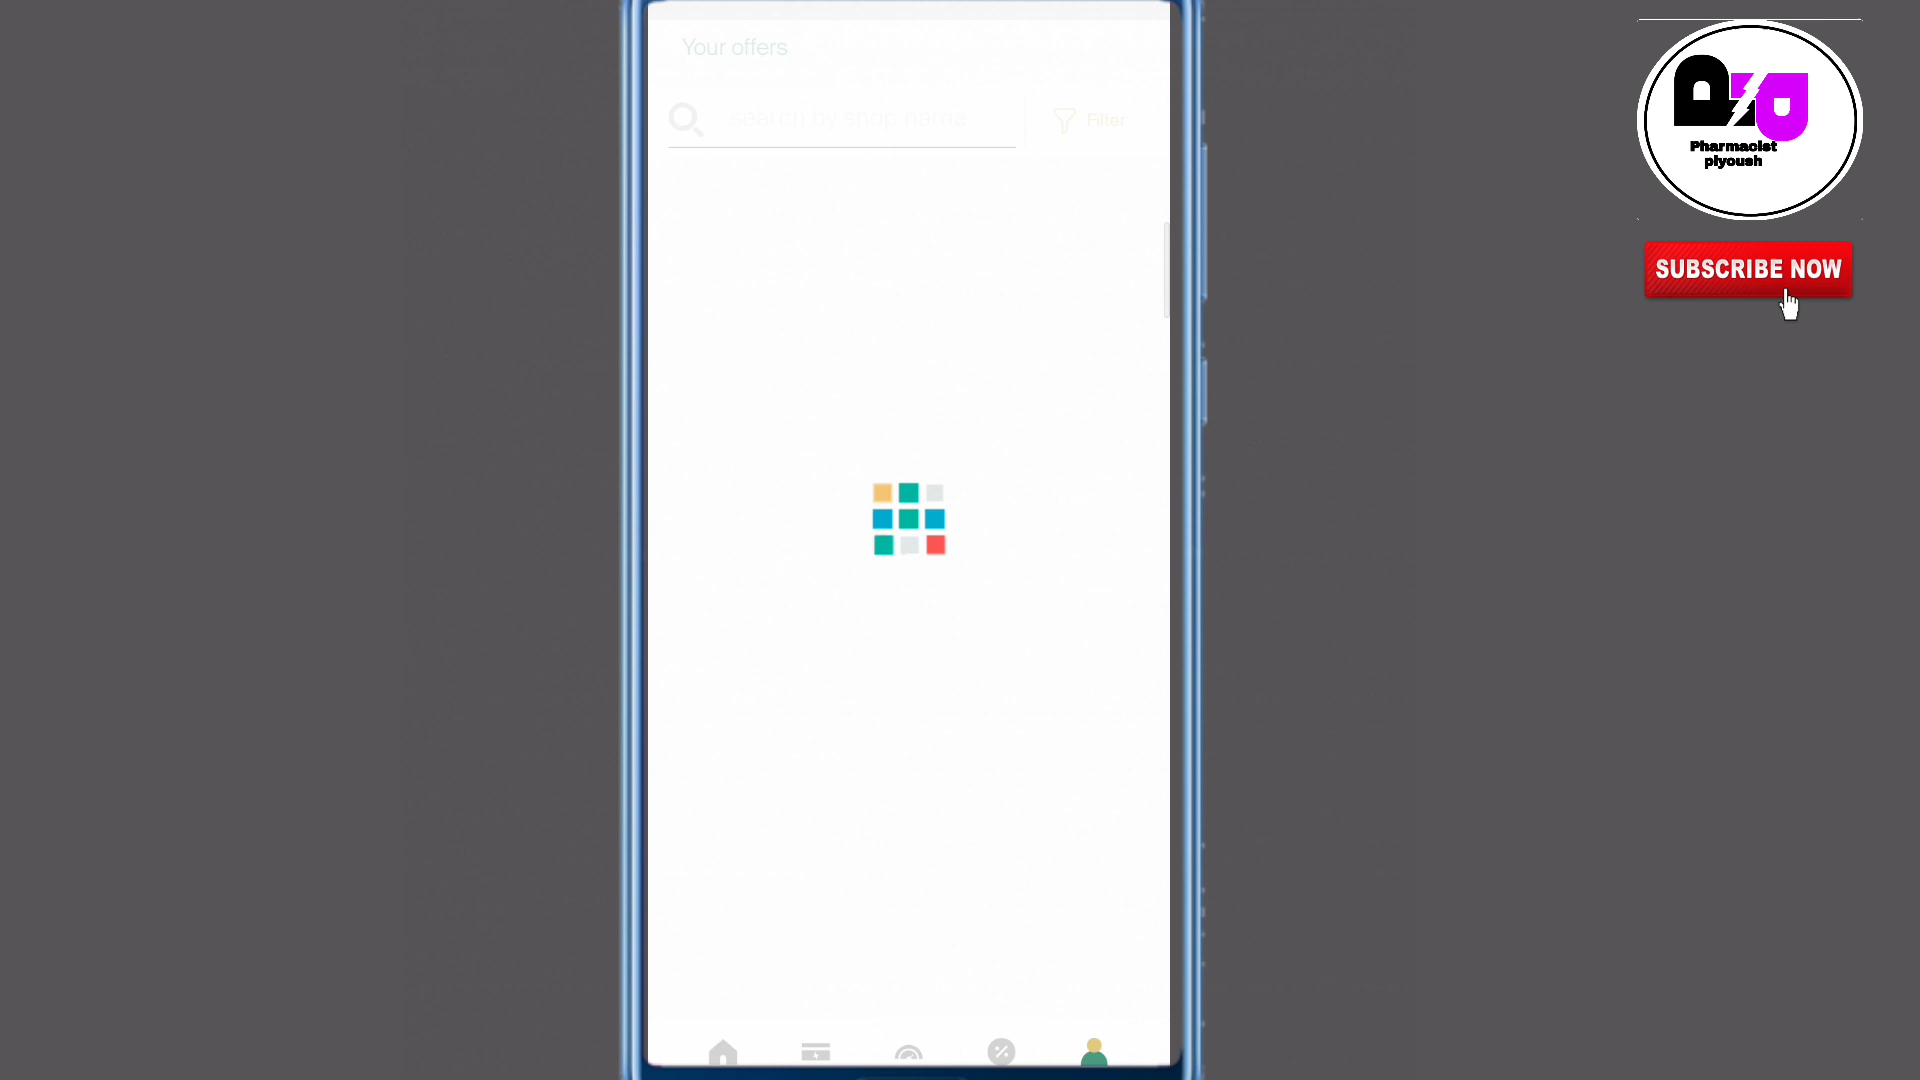 Your offers
search by shop name
Filter
Pharmacist
pIyoush
SUBSCRIBE NOW